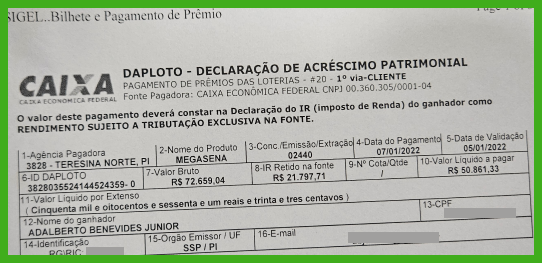 SIGEL..Bilhete e Pagamento de Prêmio
CAIXA
CAIXA ECONÔMICA FEDERAL
DAPLOTO - DECLARAÇÃO DE ACRÉSCIMO PATRIMONIAL
PAGAMENTO DE PRÊMIOS DAS LOTERIAS - #20 - 1º via-CLIENTE
Fonte Pagadora: CAIXA ECONÔMICA FEDERAL CNPJ 00.360.305/0001-04
O valor deste pagamento deverá constar na Declaração do IR (imposto de Renda) do ganhador como
RENDIMENTO SUJEITO A TRIBUTAÇÃO EXCLUSIVA NA FONTE.
1-Agência Pagadora 2-Nome do Produto 3-Conc./Emissão/Extração 4-Data do Pagamento 5-Data de Validação
3828 - TERESINA NORTE, PI MEGASENA 02440 07/01/2022 05/01/2022
6-ID DAPLOTO 7-Valor Bruto 8-IR Retido na fonte 9-Nº Cota/Qtde 10-Valor Líquido a pagar
3828035524144524359- 0 R$ 72.659,04 R$ 21.797,71 / R$ 50.861,33
11-Valor Líquido por Extenso
( Cinquenta mil e oitocentos e sessenta e um reais e trinta e tres centavos )
12-Nome do ganhador 13-CPF
ADALBERTO BENEVIDES JUNIOR
14-Identificação 15-Orgão Emissor / UF 16-E-mail
RG\RIC SSP / PI